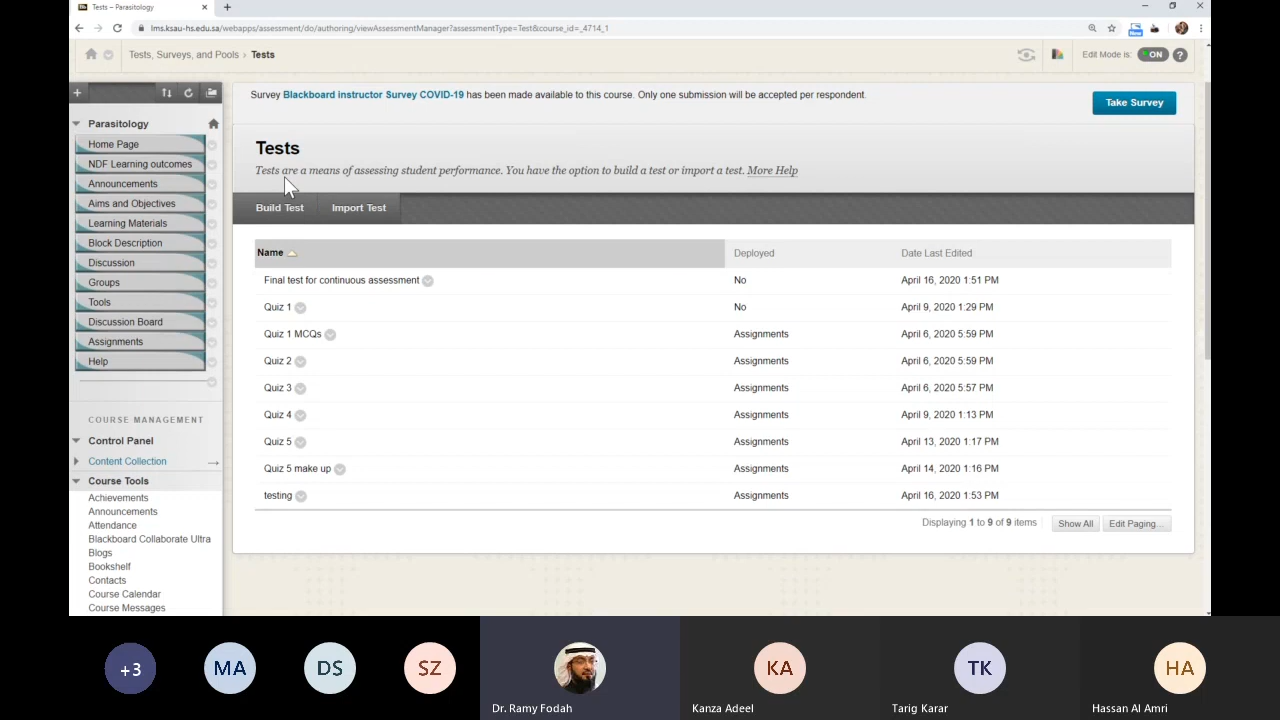 Tests – Parasitology
lms.ksau-hs.edu.sa/webapps/assessment/do/authoring/viewAssessmentManager?assessmentType=Test&course_id=_4714_1
New
Tests, Surveys, and Pools > Tests
Edit Mode is: ON ?
Survey Blackboard instructor Survey COVID-19 has been made available to this course. Only one submission will be accepted per respondent.
Take Survey
Parasitology
Home Page
NDF Learning outcomes
Announcements
Aims and Objectives
Learning Materials
Block Description
Discussion
Groups
Tools
Discussion Board
Assignments
Help
COURSE MANAGEMENT
Control Panel
Content Collection
Course Tools
Achievements
Announcements
Attendance
Blackboard Collaborate Ultra
Blogs
Bookshelf
Contacts
Course Calendar
Course Messages
Tests
Tests are a means of assessing student performance. You have the option to build a test or import a test. More Help
Build Test Import Test
Name Deployed Date Last Edited
Final test for continuous assessment No April 16, 2020 1:51 PM
Quiz 1 No April 9, 2020 1:29 PM
Quiz 1 MCQs Assignments April 6, 2020 5:59 PM
Quiz 2 Assignments April 6, 2020 5:59 PM
Quiz 3 Assignments April 6, 2020 5:57 PM
Quiz 4 Assignments April 9, 2020 1:13 PM
Quiz 5 Assignments April 13, 2020 1:17 PM
Quiz 5 make up Assignments April 14, 2020 1:16 PM
testing Assignments April 16, 2020 1:53 PM
Displaying 1 to 9 of 9 items Show All Edit Paging...
+3 MA DS SZ KA TK HA
Dr. Ramy Fodah Kanza Adeel Tarig Karar Hassan Al Amri